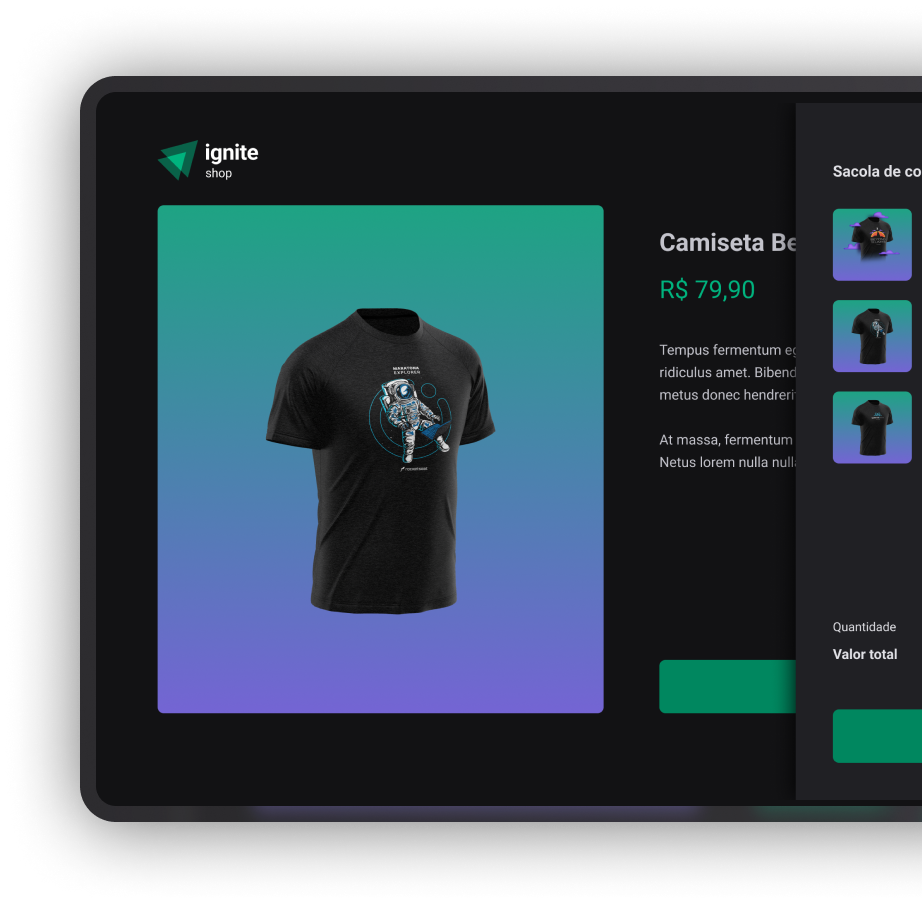 ignite
shop
MARATONA
EXPLORER
Camiseta Be
R$ 79,90
Tempus fermentum eg
ridiculus amet. Bibend
metus donec hendrerit
At massa, fermentum
Netus lorem nulla null
Sacola de co
Quantidade
Valor total